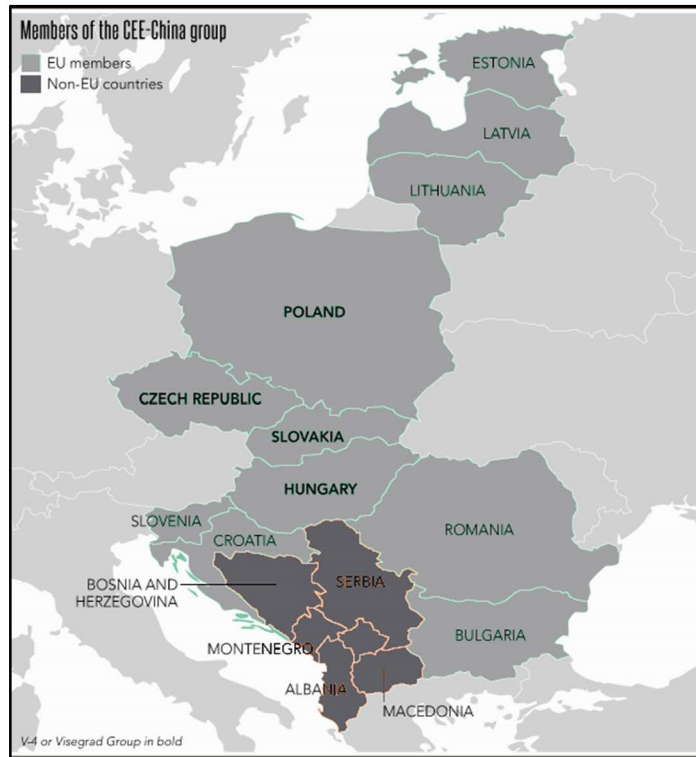 Members of the CEE-China group
EU members
Non-EU countries
ESTONIA
LATVIA
LITHUANIA
POLAND
CZECH REPUBLIC
SLOVAKIA
HUNGARY
SLOVENIA
CROATIA
ROMANIA
BOSNIA AND
HERZEGOVINA
SERBIA
BULGARIA
MONTENEGRO
ALBANIA
MACEDONIA
V-4 or Visegrad Group in bold